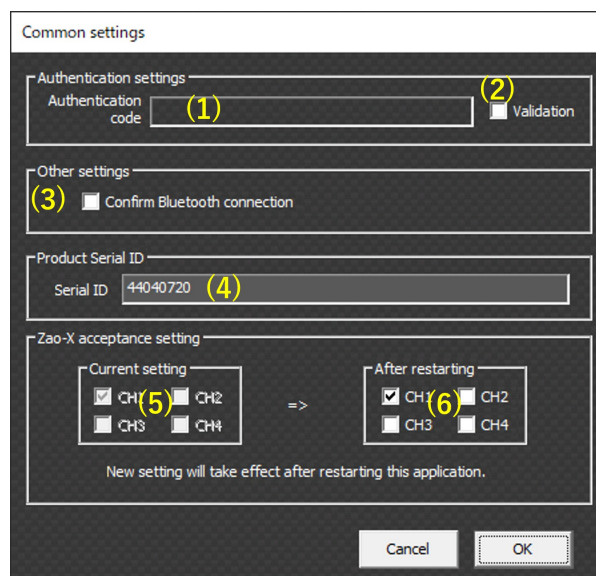 Common settings
Authentication settings
Authentication code
(1)
(2)
Validation
Other settings
(3)
Confirm Bluetooth connection
Product Serial ID
Serial ID
44040720
(4)
Zao-X acceptance setting
Current setting
After restarting
CH1 (5) CH2
=>
CH1 (6) CH2
CH3 CH4
CH3 CH4
New setting will take effect after restarting this application.
Cancel
OK